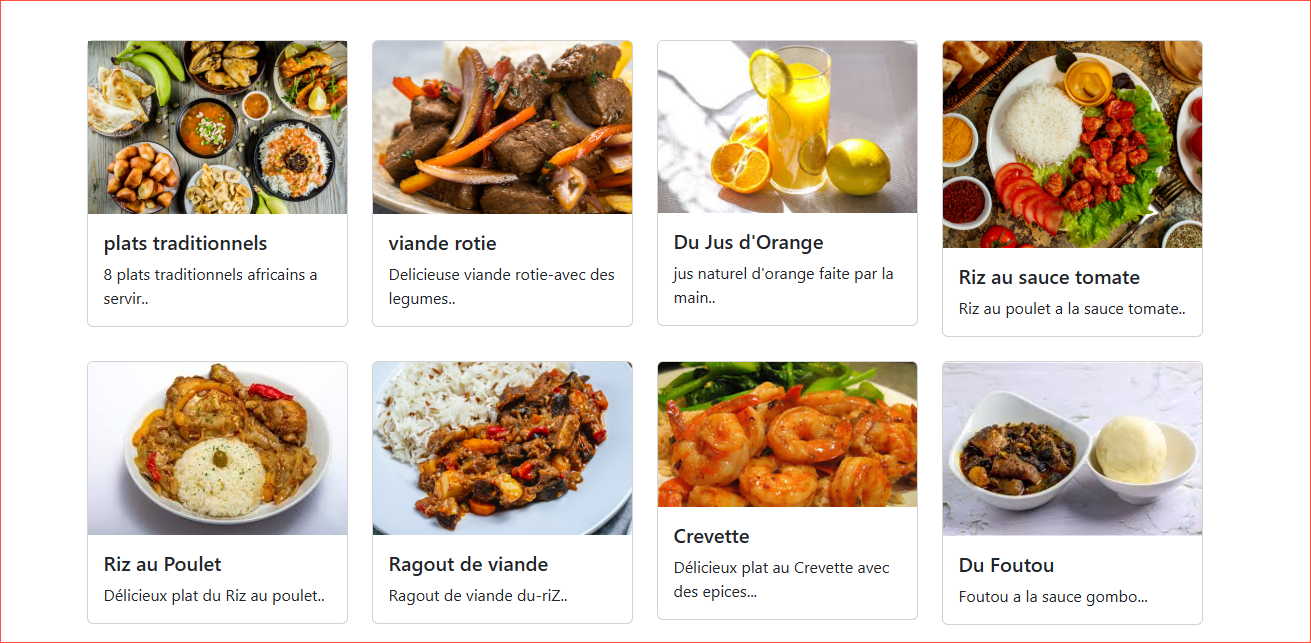 plats traditionnels
8 plats traditionnels africains a
servir..
viande rotie
Delicieuse viande rotie-avec des
legumes..
Du Jus d'Orange
jus naturel d'orange faite par la
main..
Riz au sauce tomate
Riz au poulet a la sauce tomate..
Riz au Poulet
Délicieux plat du Riz au poulet..
Ragout de viande
Ragout de viande du-riZ..
Crevette
Délicieux plat au Crevette avec
des epices...
Du Foutou
Foutou a la sauce gombo...